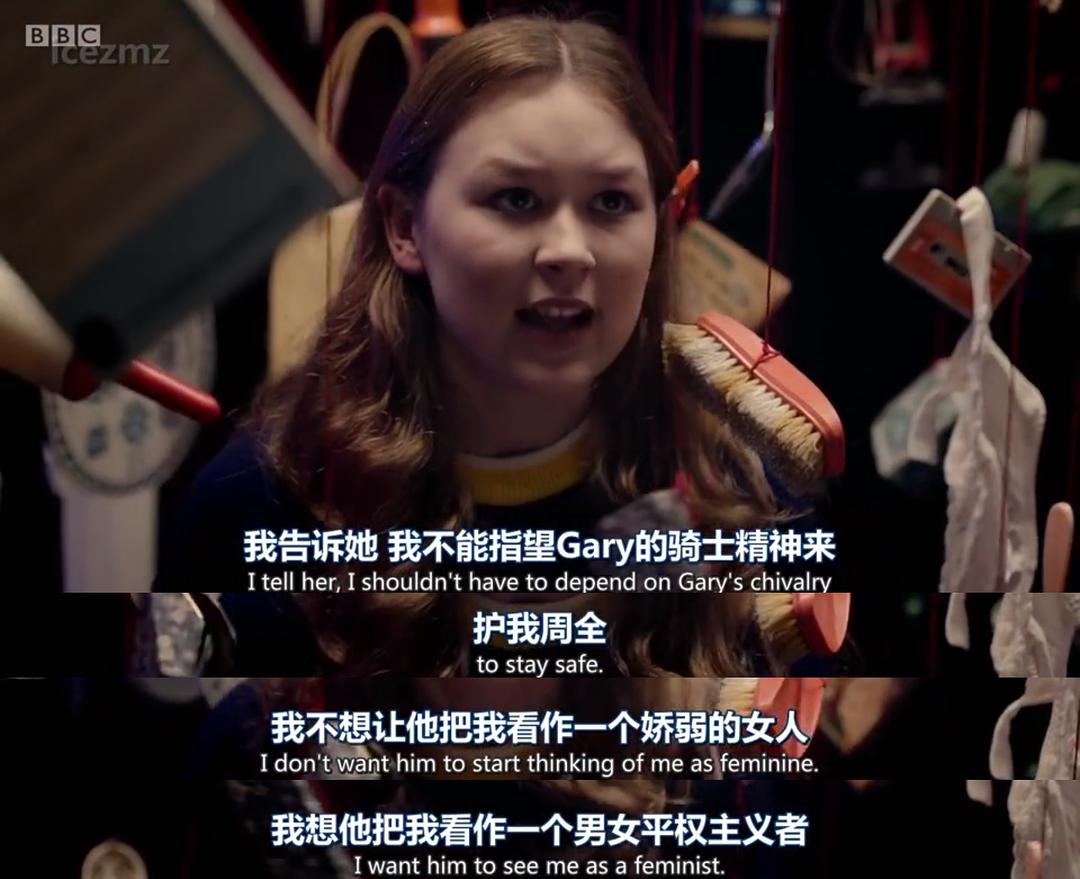 BBC
icezmz
我告诉她 我不能指望Gary的骑士精神来
I tell her, I shouldn't have to depend on Gary's chivalry
护我周全
to stay safe.
我不想让他把我看作一个娇弱的女人
I don't want him to start thinking of me as feminine.
我想他把我看作一个男女平权主义者
I want him to see me as a feminist.